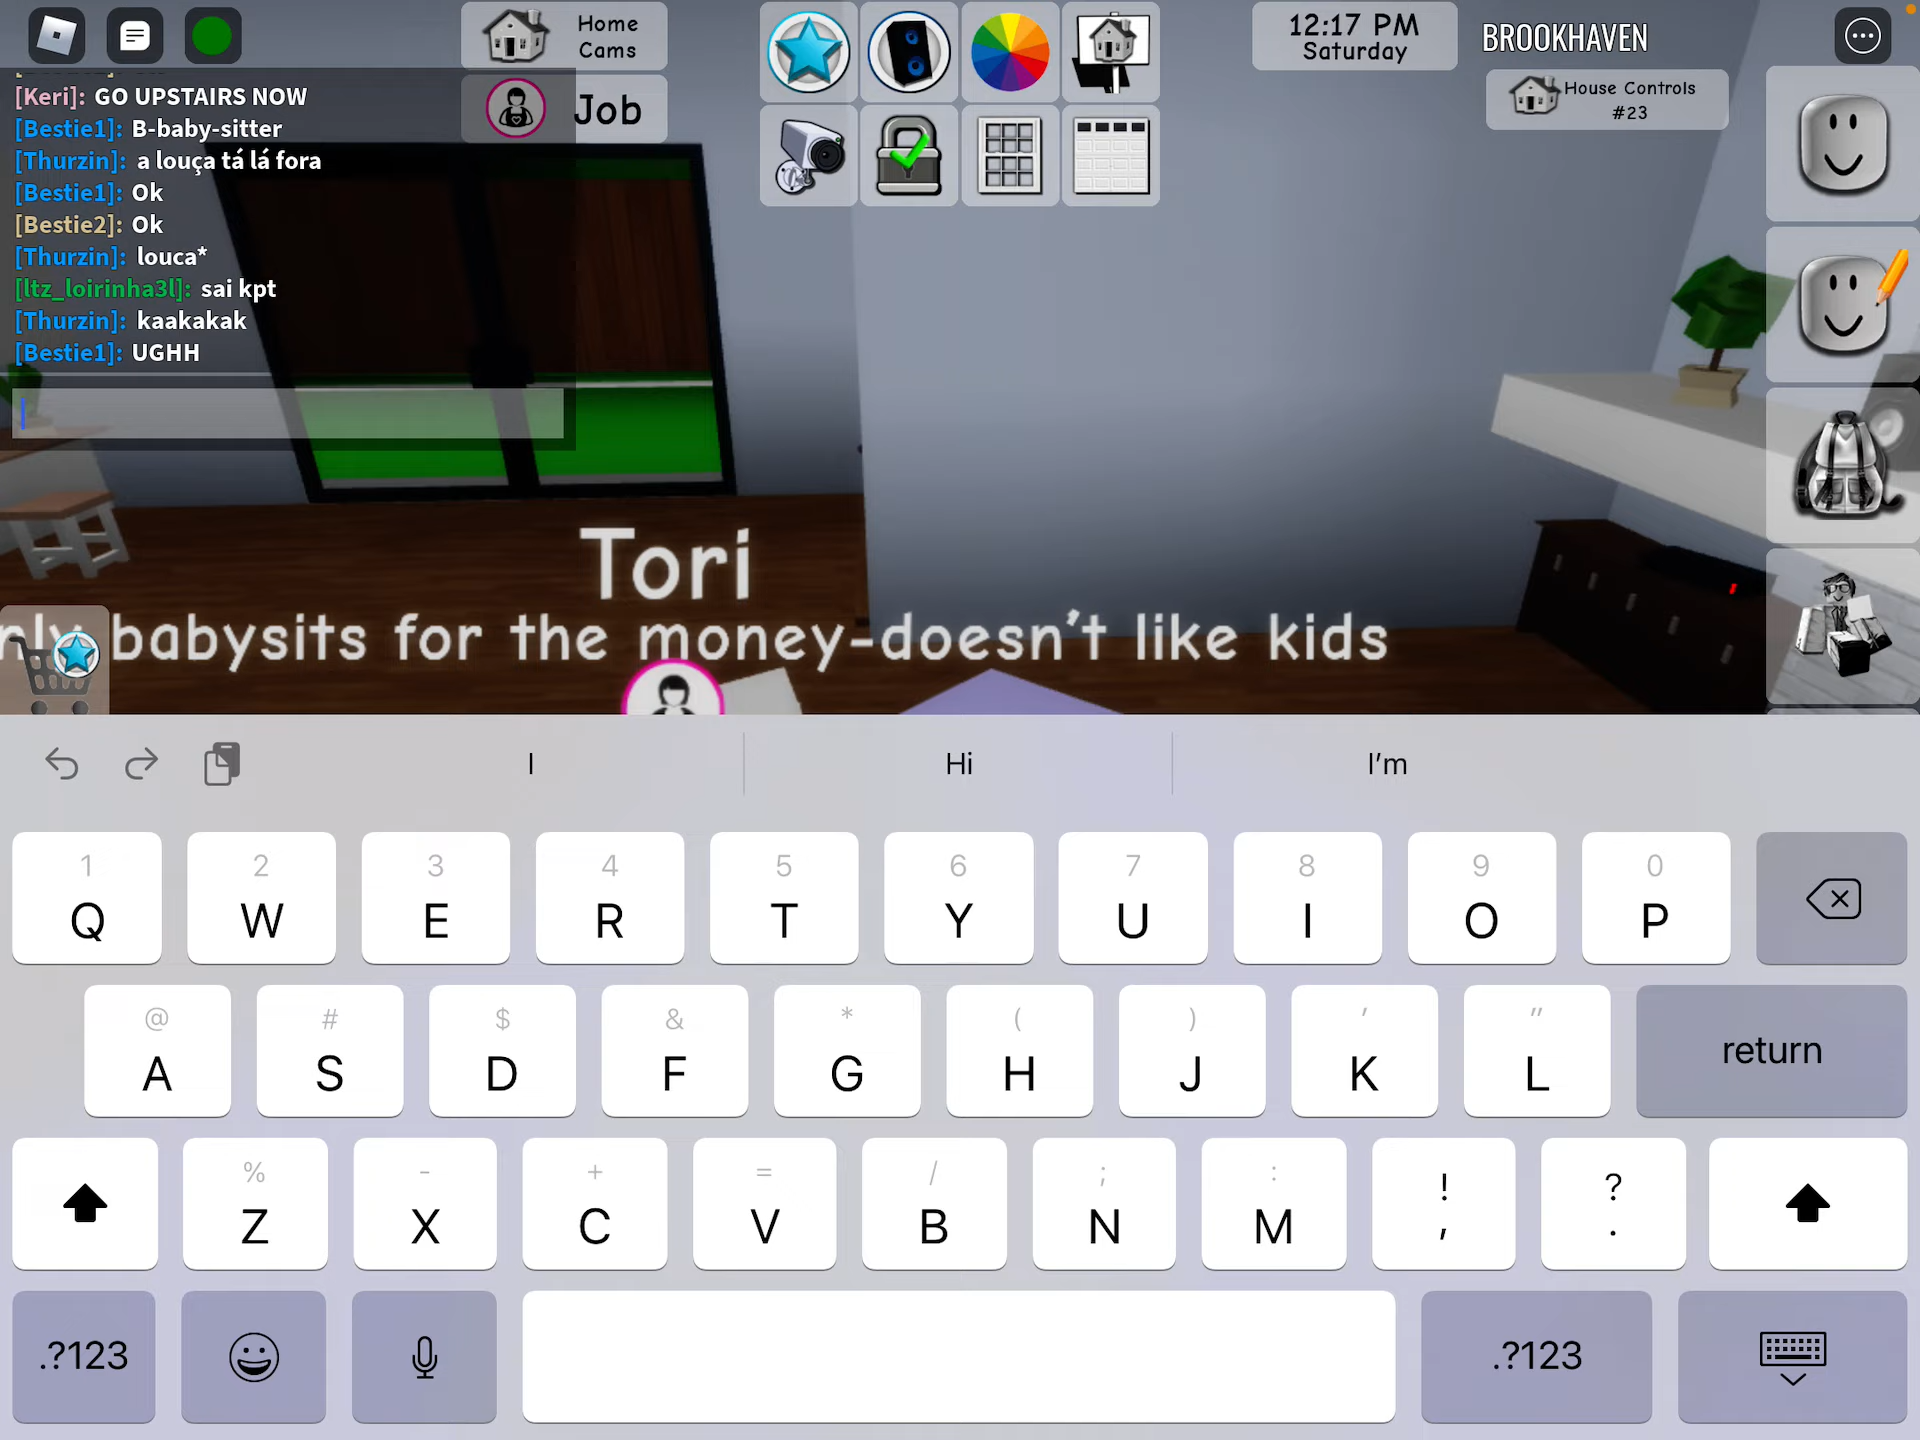 Home
Cams
12:17 PM
Saturday
BROOKHAVEN
Job
House Controls
#23
[Keri]: GO UPSTAIRS NOW
[Bestie1]: B-baby-sitter
[Thurzin]: a louça tá lá fora
[Bestie1]: Ok
[Bestie2]: Ok
[Thurzin]: louca*
[ltz_loirinha3l]: sai kpt
[Thurzin]: kaakakak
[Bestie1]: UGHH
Tori
babysits for the money-doesn't like kids
I Hi I'm
1 2 3 4 5 6 7 8 9 0
Q W E R T Y U I O P
@ # $ & * ( ) ' "
A S D F G H J K L return
% - + = / ; : ! ?
Z X C V B N M , .
.?123 .?123